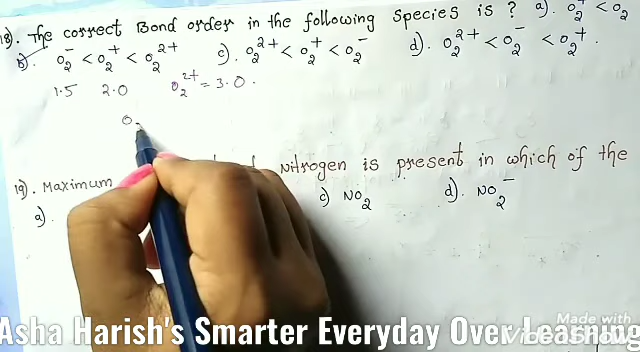 18). The correct Bond order in the following species is ? a). O₂⁻ < O₂
b). O₂⁻ < O₂⁺ < O₂²⁺ c). O₂²⁺ < O₂⁺ < O₂⁻ d). O₂²⁺ < O₂⁻ < O₂⁺.
1.5 2.0 O₂²⁺ = 3.0.
O
19). Maximum nitrogen is present in which of the
a). c) NO₂ d). NO₂⁻
Made with
VideoShow
Asha Harish's Smarter Everyday Over Learning